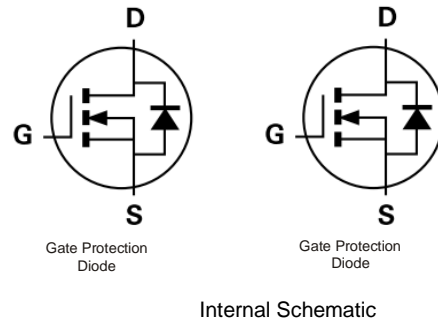 D
G
S
Gate Protection
Diode
D
G
S
Gate Protection
Diode
Internal Schematic